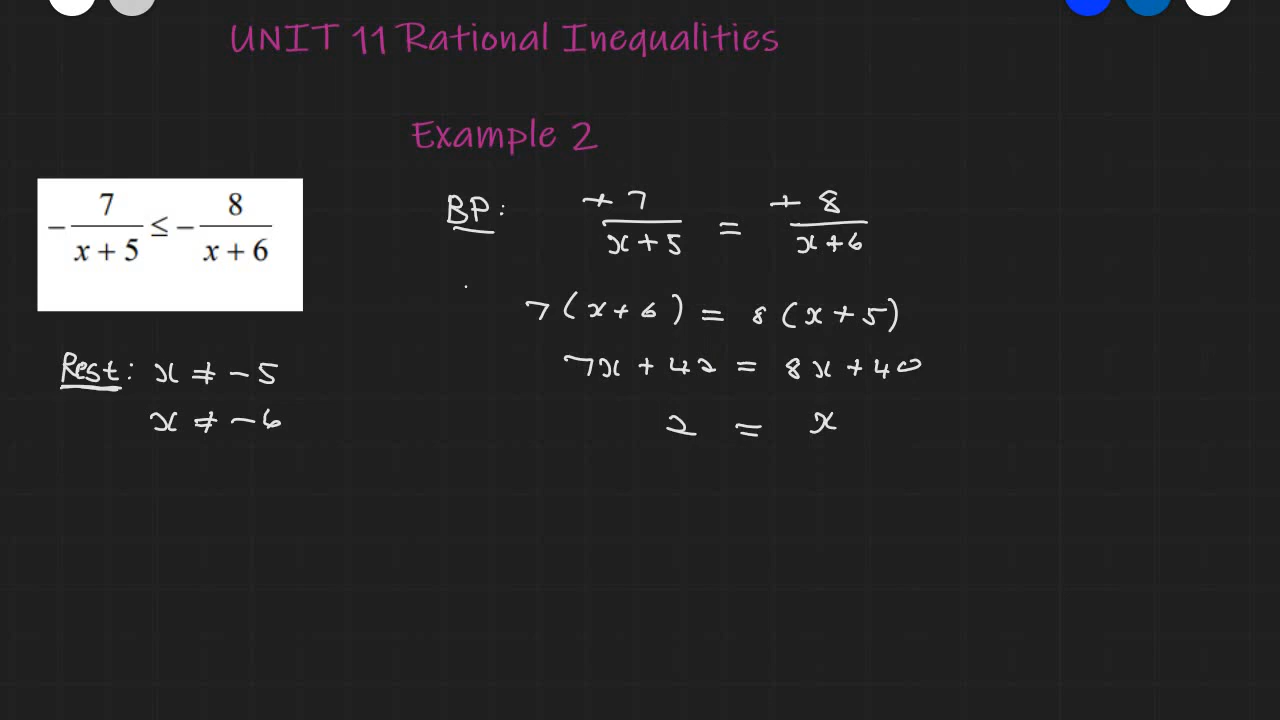 UNIT 11 Rational Inequalities
Example 2
-7/(x + 5) ≤ -8/(x + 6)
Rest: x ≠ -5
x ≠ -6
BP: +7/(x+5) = +8/(x+6)
7(x+6) = 8(x+5)
7x + 42 = 8x + 40
2 = x